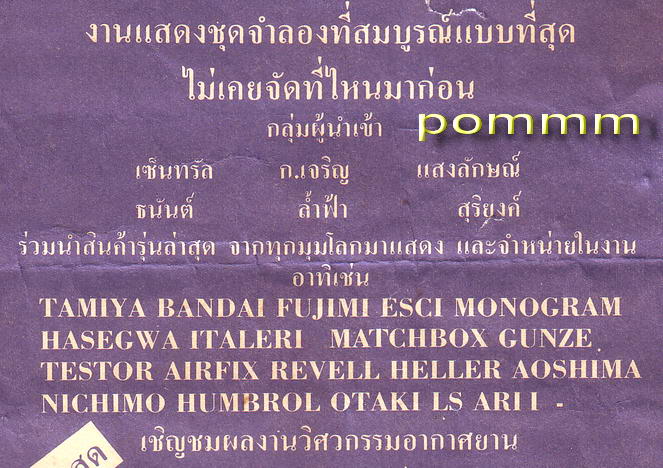 งานแสดงชุดจำลองที่สมบูรณ์แบบที่สุด
ไม่เคยจัดที่ไหนมาก่อน
กลุ่มผู้นำเข้า
pommm
เซ็นทรัล ก.เจริญ แสงลักษณ์
ธนันต์ ล้ำฟ้า สุริยงค์
ร่วมนำสินค้ารุ่นล่าสุด จากทุกมุมโลกมาแสดง และจำหน่ายในงาน
อาทิเช่น
TAMIYA BANDAI FUJIMI ESCI MONOGRAM
HASEGWA ITALERI MATCHBOX GUNZE
TESTOR AIRFIX REVELL HELLER AOSHIMA
NICHIMO HUMBROL OTAKI LS ARI I -
เชิญชมผลงานวิศวกรรมอากาศยาน